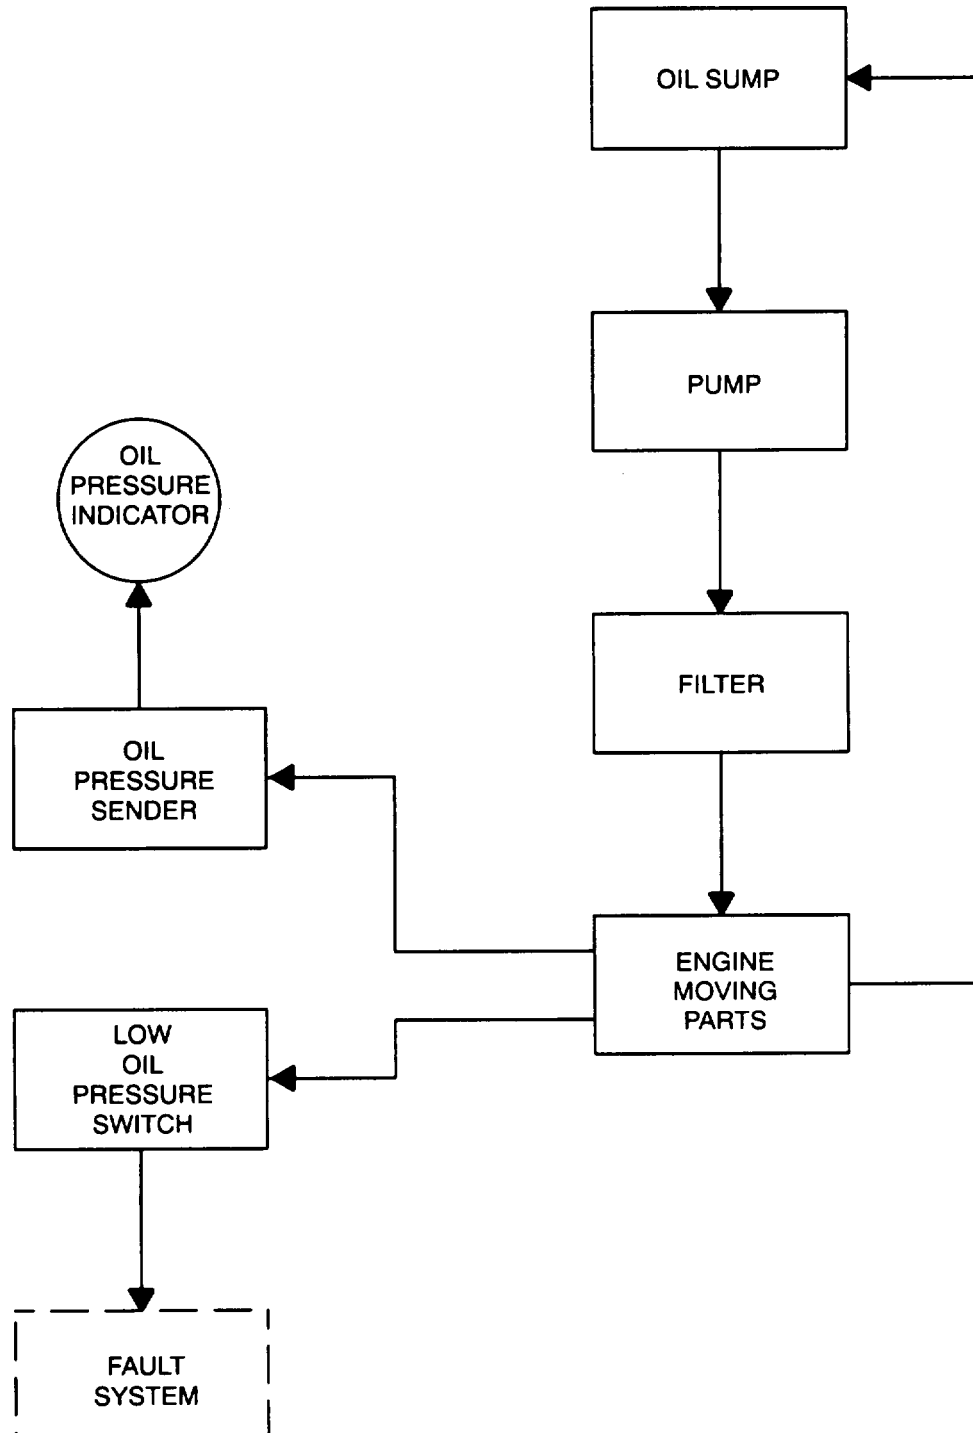 OIL SUMP
PUMP
OIL
PRESSURE
INDICATOR
FILTER
OIL
PRESSURE
SENDER
ENGINE
MOVING
PARTS
LOW
OIL
PRESSURE
SWITCH
FAULT
SYSTEM